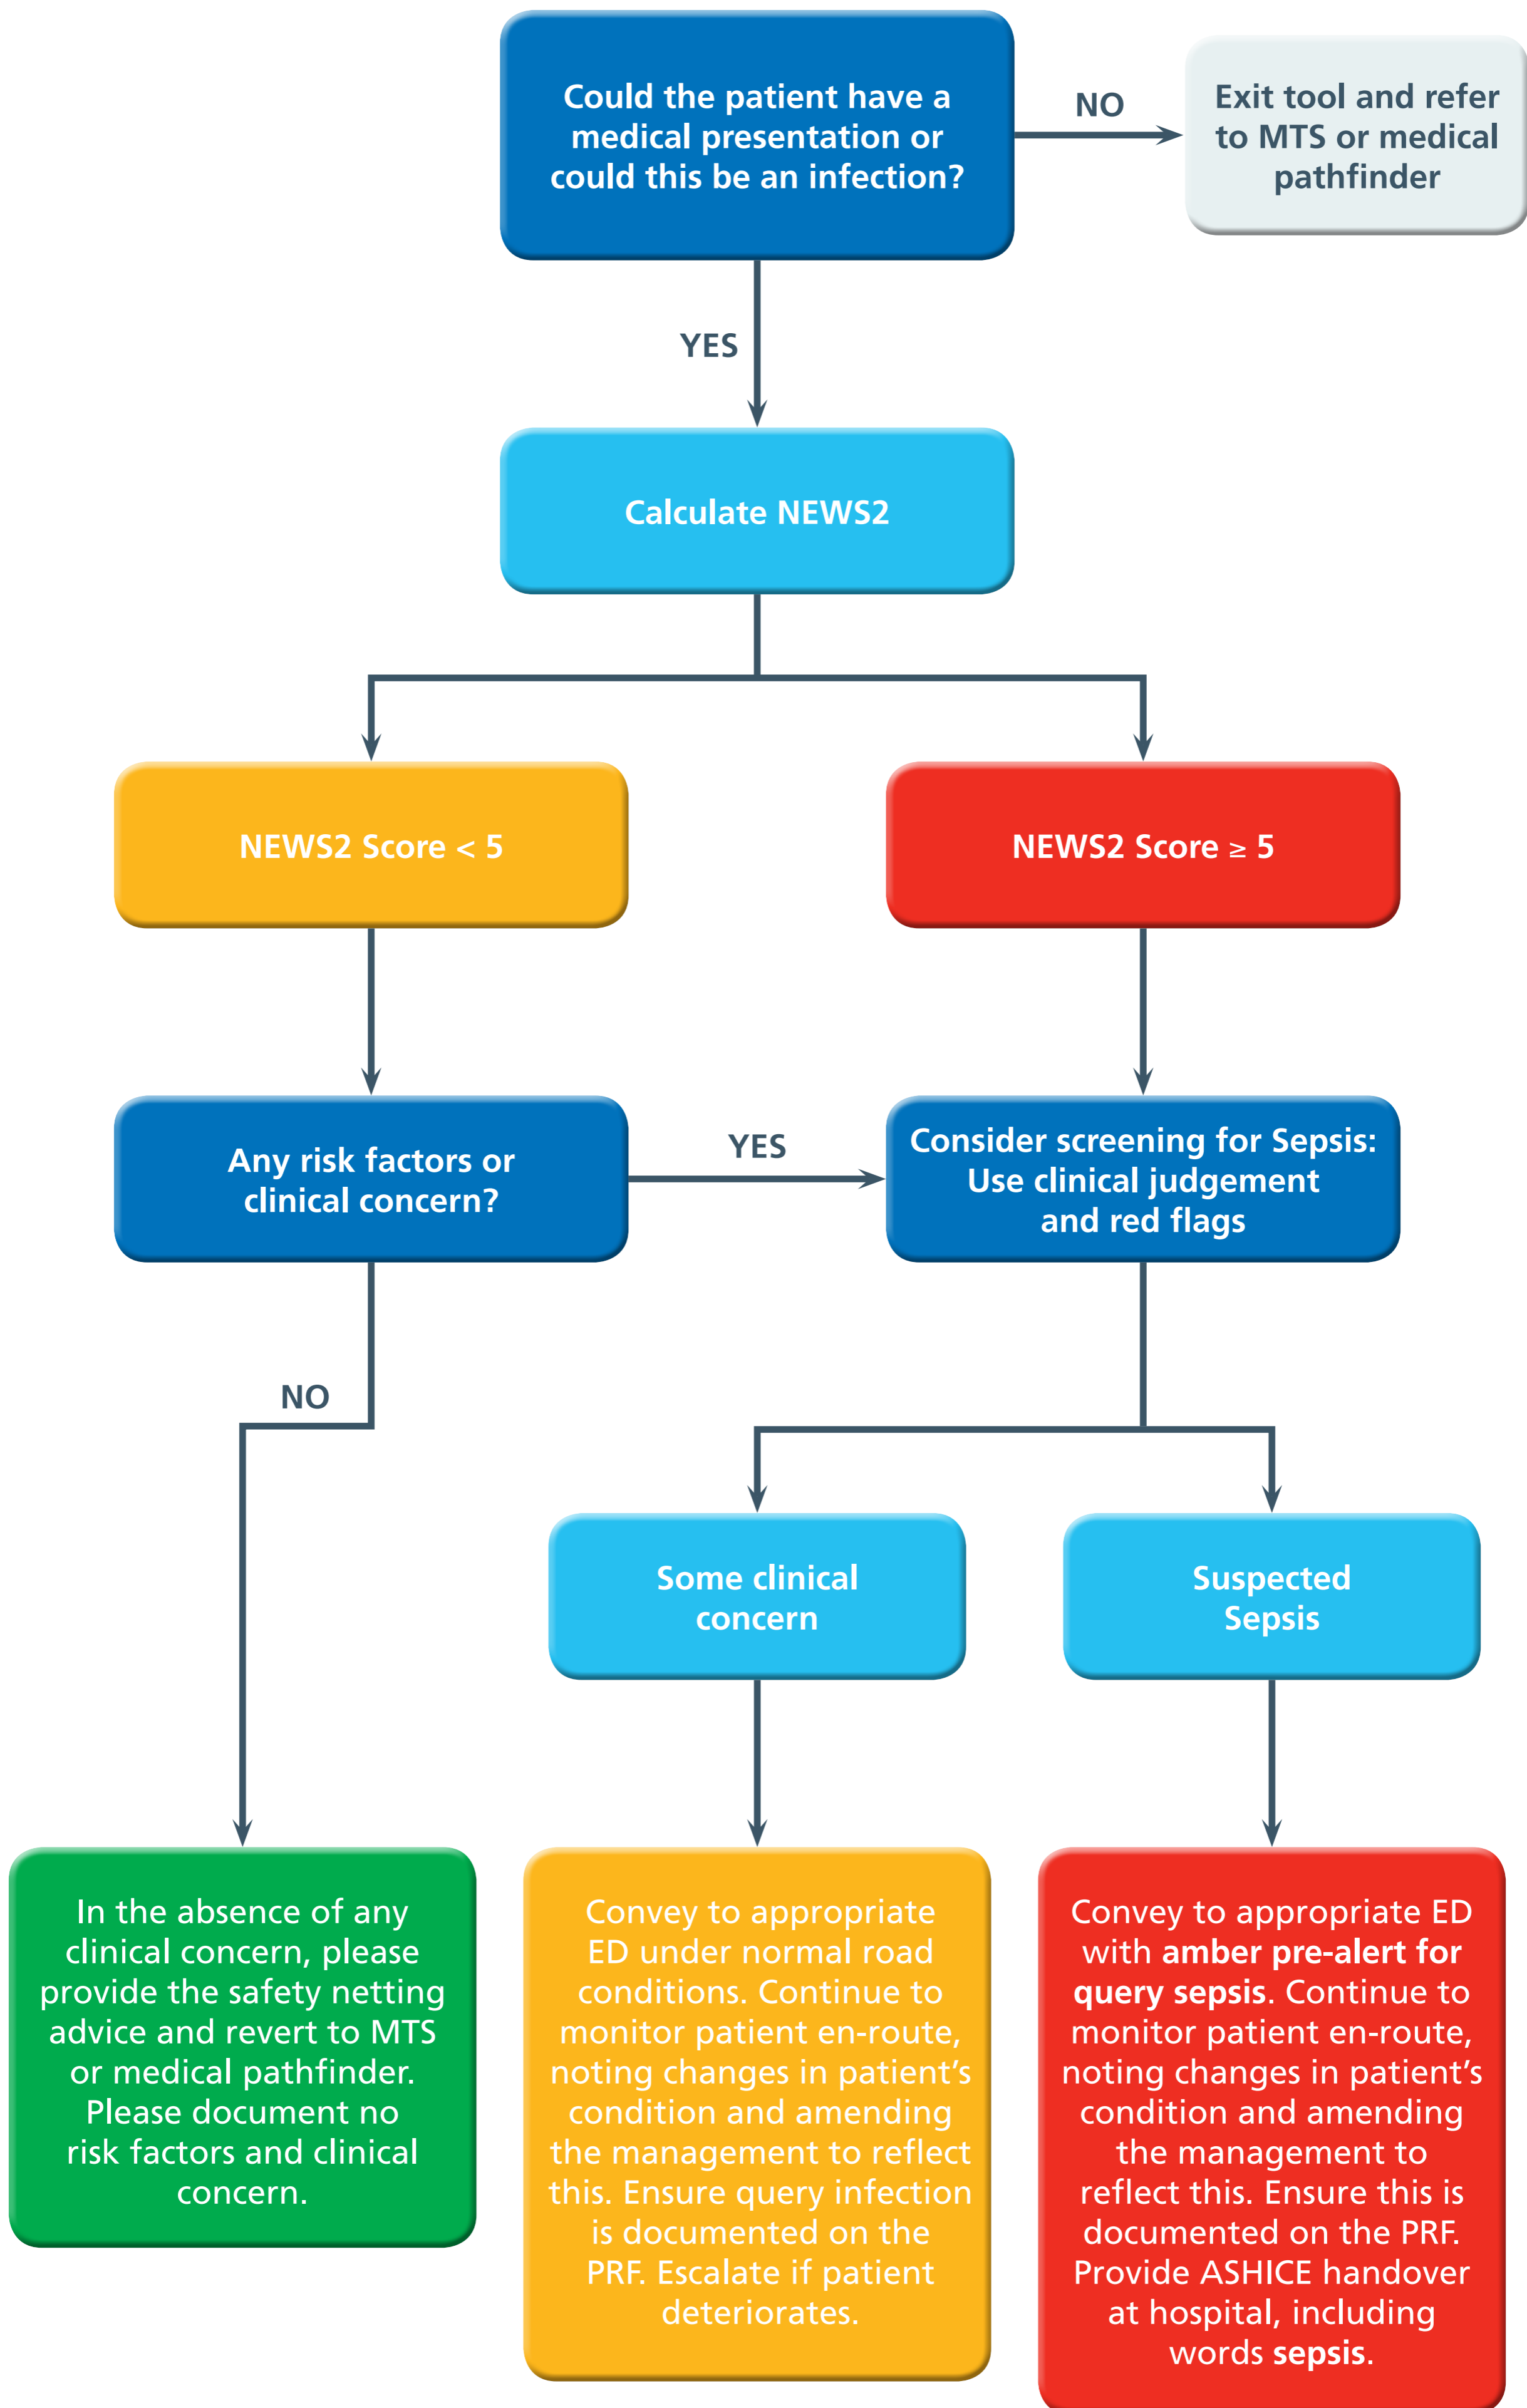 Could the patient have a
medical presentation or
could this be an infection?
NO
Exit tool and refer
to MTS or medical
pathfinder
YES
Calculate NEWS2
NEWS2 Score < 5
NEWS2 Score ≥ 5
Any risk factors or
clinical concern?
YES
Consider screening for Sepsis:
Use clinical judgement
and red flags
NO
Some clinical
concern
Suspected
Sepsis
In the absence of any
clinical concern, please
provide the safety netting
advice and revert to MTS
or medical pathfinder.
Please document no
risk factors and clinical
concern.
Convey to appropriate
ED under normal road
conditions. Continue to
monitor patient en-route,
noting changes in patient’s
condition and amending
the management to reflect
this. Ensure query infection
is documented on the
PRF. Escalate if patient
deteriorates.
Convey to appropriate ED
with amber pre-alert for
query sepsis. Continue to
monitor patient en-route,
noting changes in patient’s
condition and amending
the management to
reflect this. Ensure this is
documented on the PRF.
Provide ASHICE handover
at hospital, including
words sepsis.